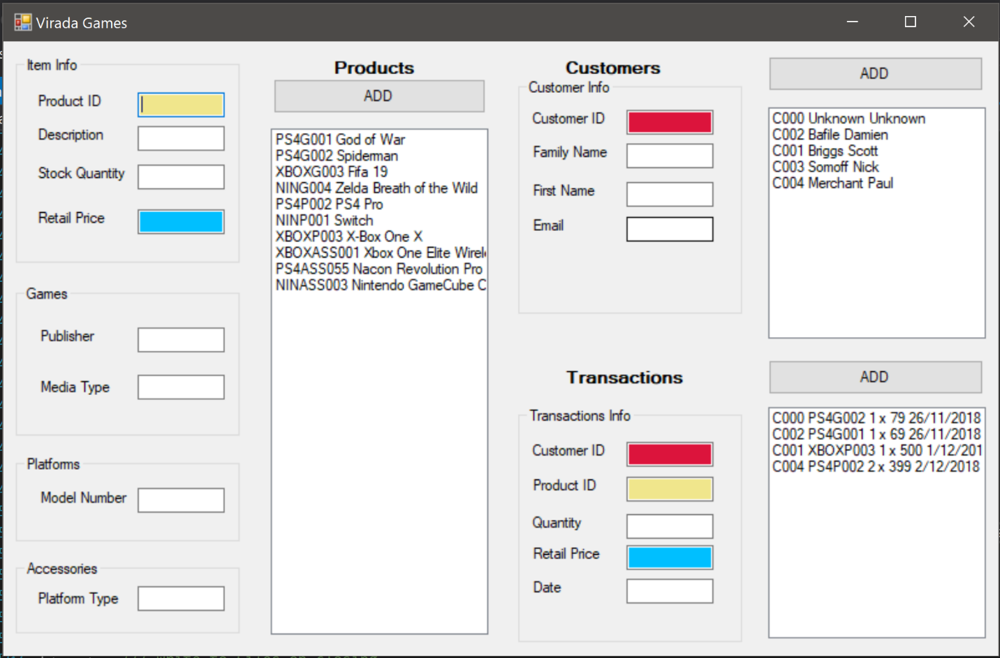 Virada Games
Item Info
Product ID
Description
Stock Quantity
Retail Price
Games
Publisher
Media Type
Platforms
Model Number
Accessories
Platform Type
Products
ADD
PS4G001 God of War
PS4G002 Spiderman
XBOXG003 Fifa 19
NING004 Zelda Breath of the Wild
PS4P002 PS4 Pro
NINP001 Switch
XBOXP003 X-Box One X
XBOXASS001 Xbox One Elite
PS4ASS055 Nacon Revolution Pro
NINASS003 Nintendo GameCube C
Customers
Customer Info
Customer ID
Family Name
First Name
Email
ADD
C000 Unknown Unknown
C002 Bafile Damien
C001 Briggs Scott
C003 Somoff Nick
C004 Merchant Paul
Transactions
Transactions Info
Customer ID
Product ID
Quantity
Retail Price
Date
ADD
C000 PS4G002 1 x 79 26/11/2018
C002 PS4G001 1 x 69 26/11/2018
C001 XBOXP003 1 x 500 1/12/201
C004 PS4P002 2 x 399 2/12/2018